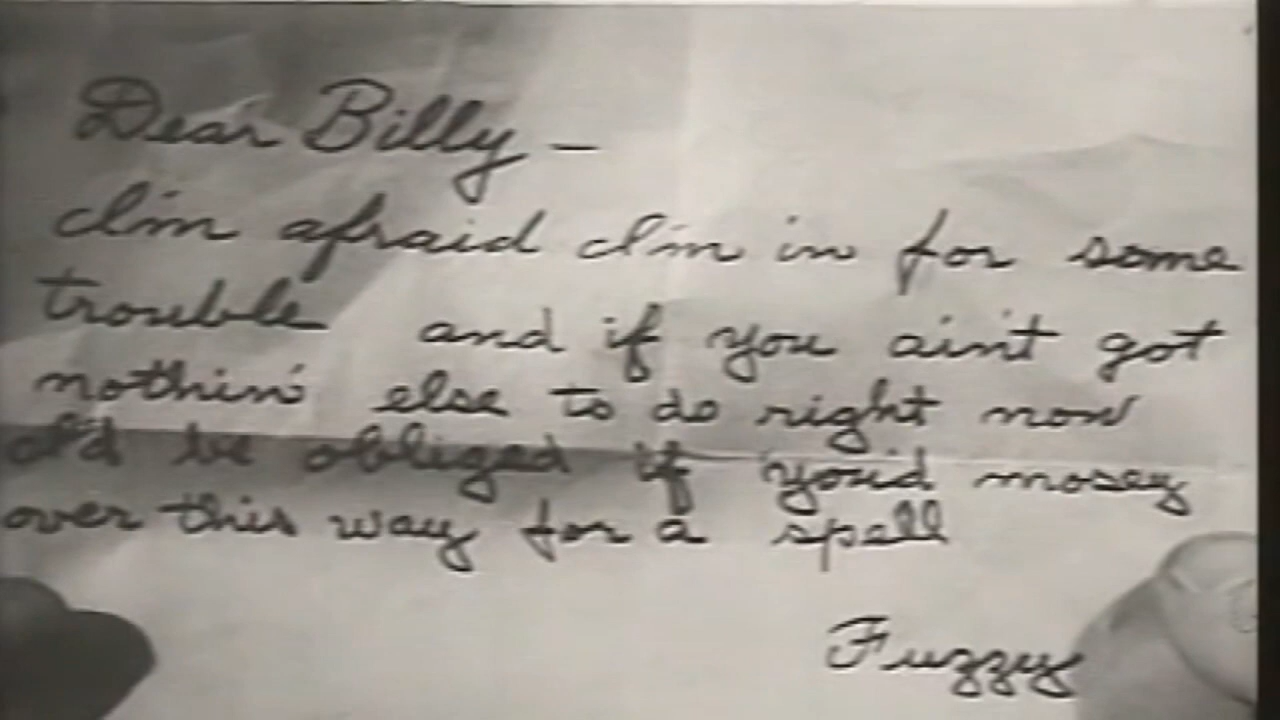 Dear Billy —
I'm afraid I'm in for some
trouble and if you ain't got
nothin' else to do right now
I'd be obliged if you'd mosey
over this way for a spell
Fuzzy